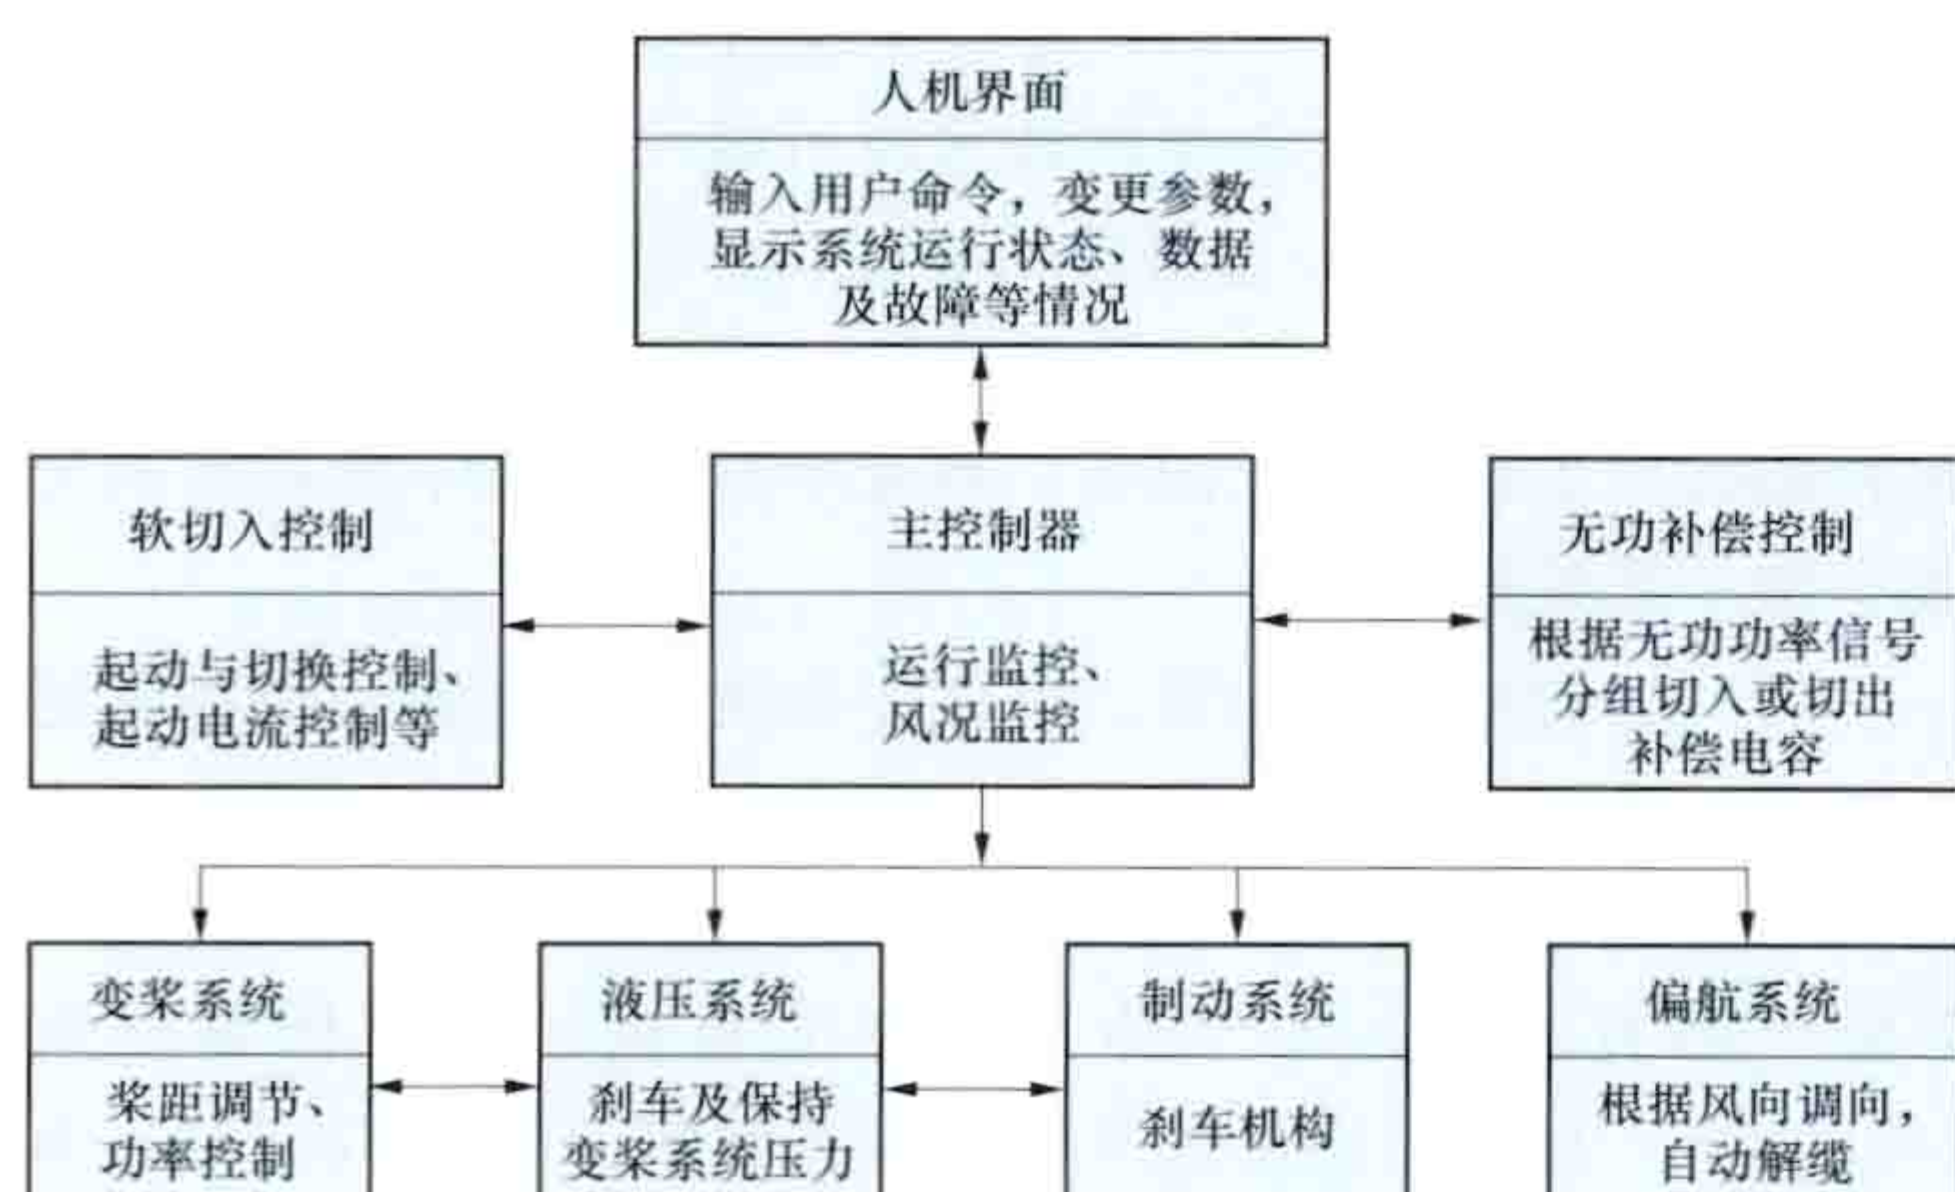 人机界面
输入用户命令，变更参数，
显示系统运行状态、数据
及故障等情况
软切入控制
起动与切换控制、
起动电流控制等
主控制器
运行监控、
风况监控
无功补偿控制
根据无功功率信号
分组切入或切出
补偿电容
变桨系统
桨距调节、
功率控制
液压系统
刹车及保持
变桨系统压力
制动系统
刹车机构
偏航系统
根据风向调向，
自动解缆